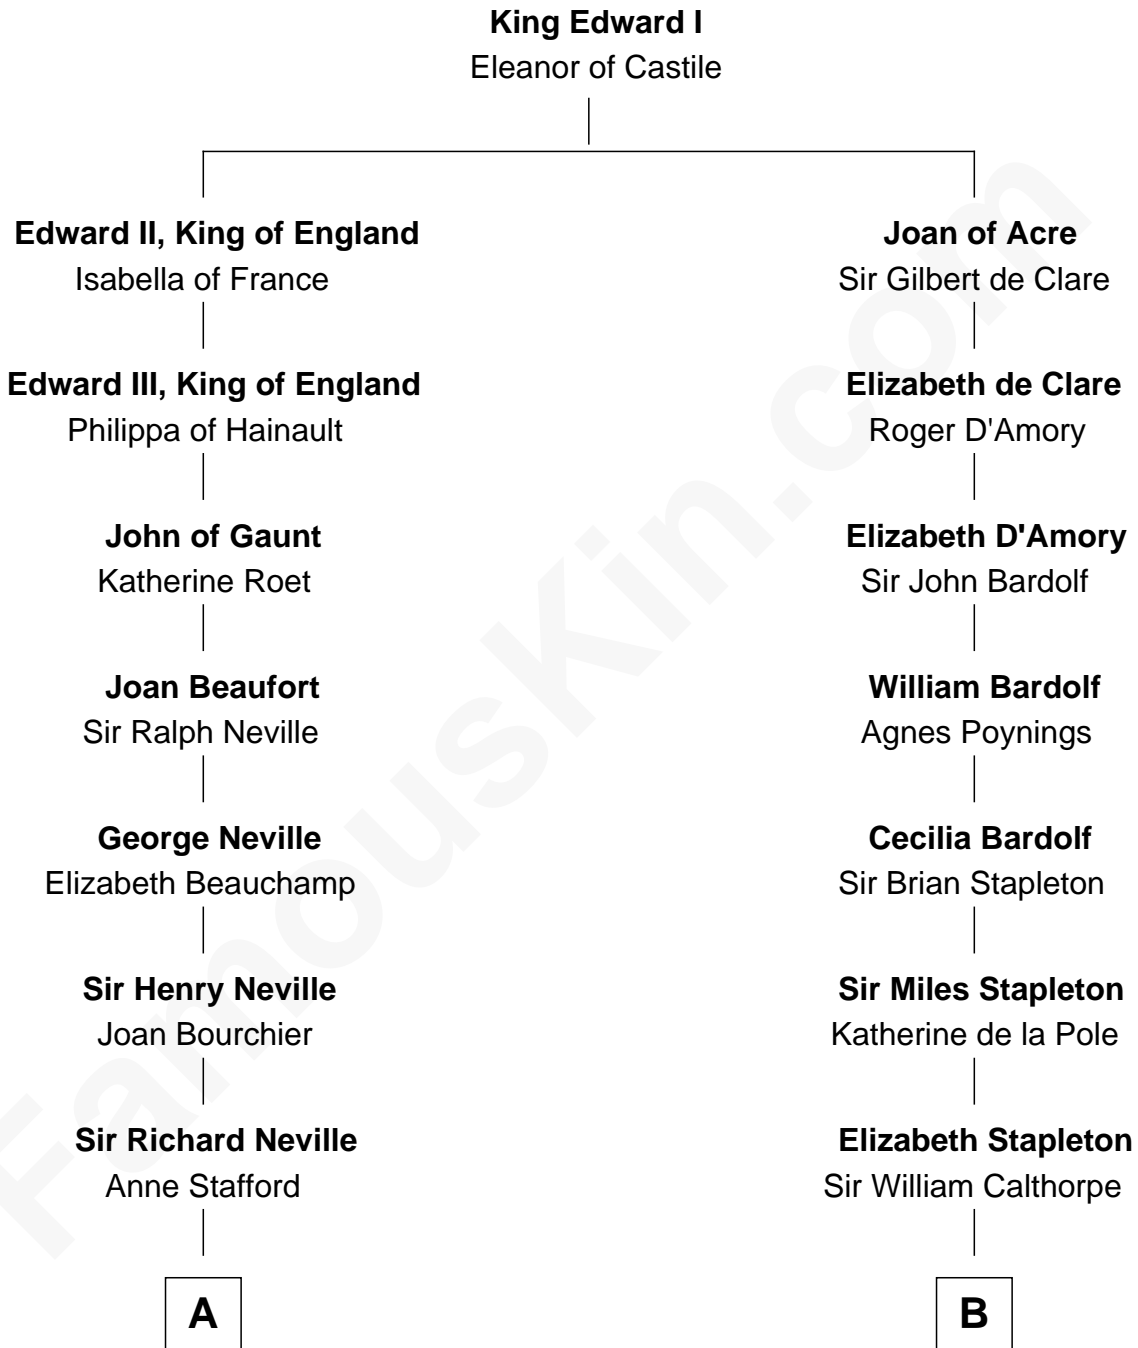 King Edward I
Eleanor of Castile
Edward II, King of England
Isabella of France
Joan of Acre
Sir Gilbert de Clare
Edward III, King of England
Philippa of Hainault
Elizabeth de Clare
Roger D'Amory
John of Gaunt
Katherine Roet
Elizabeth D'Amory
Sir John Bardolf
Joan Beaufort
Sir Ralph Neville
William Bardolf
Agnes Poynings
George Neville
Elizabeth Beauchamp
Cecilia Bardolf
Sir Brian Stapleton
Sir Henry Neville
Joan Bourchier
Sir Miles Stapleton
Katherine de la Pole
Sir Richard Neville
Anne Stafford
Elizabeth Stapleton
Sir William Calthorpe
A
B
FamousKin.com